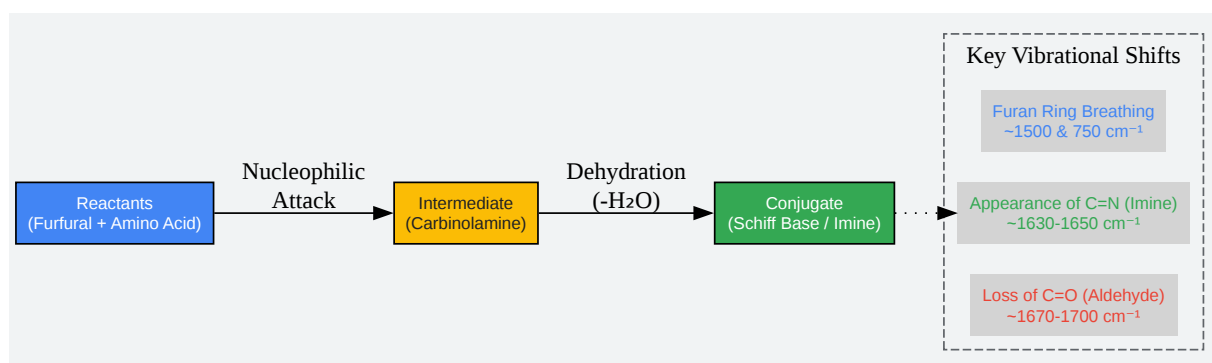 Key Vibrational Shifts
Furan Ring Breathing
~1500 & 750 cm⁻¹
Nucleophilic
Attack
Dehydration
(-H₂O)
Reactants
(Furfural + Amino Acid)
Intermediate
(Carbinolamine)
Conjugate
(Schiff Base / Imine)
Appearance of C=N (Imine)
~1630-1650 cm⁻¹
Loss of C=O (Aldehyde)
~1670-1700 cm⁻¹